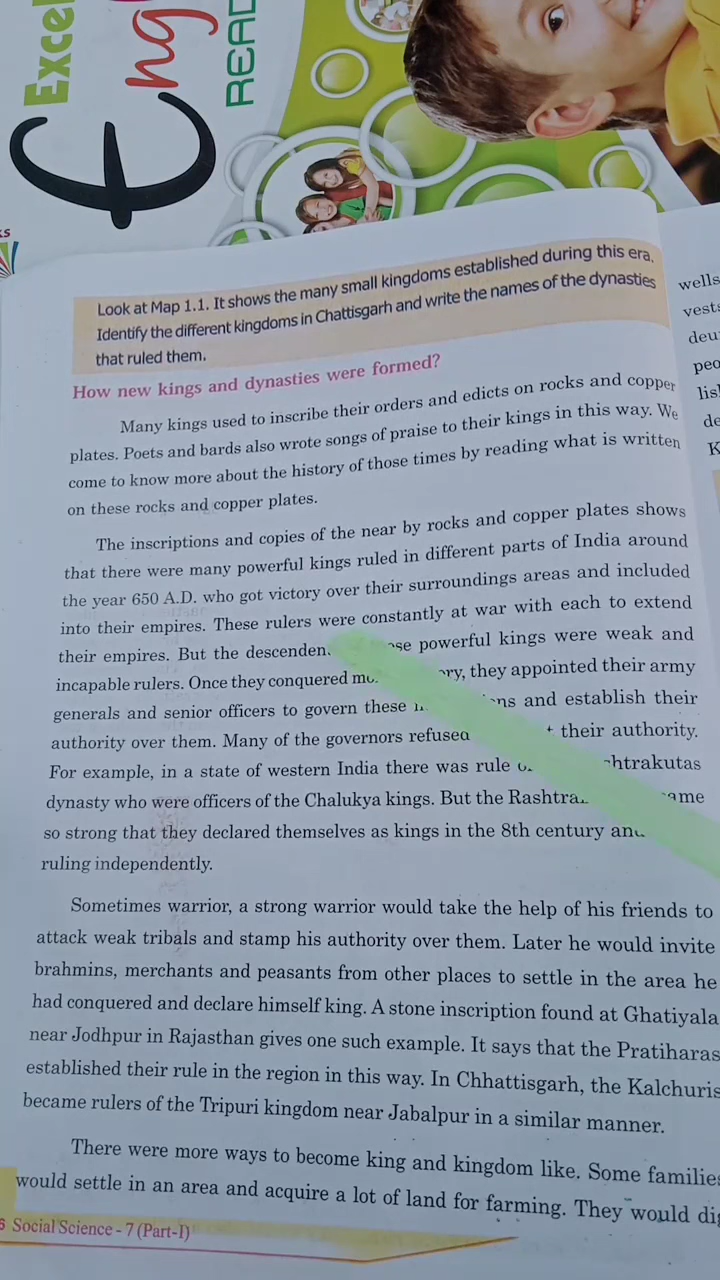 Excel
Eng
READ
KS
Look at Map 1.1. It shows the many small kingdoms established during this era.
Identify the different kingdoms in Chattisgarh and write the names of the dynasties
that ruled them.
How new kings and dynasties were formed?
Many kings used to inscribe their orders and edicts on rocks and copper
plates. Poets and bards also wrote songs of praise to their kings in this way. We
come to know more about the history of those times by reading what is written
on these rocks and copper plates.
The inscriptions and copies of the near by rocks and copper plates shows
that there were many powerful kings ruled in different parts of India around
the year 650 A.D. who got victory over their surroundings areas and included
into their empires. These rulers were constantly at war with each to extend
their empires. But the descenden powerful kings were weak and
incapable rulers. Once they conquered they appointed their army
generals and senior officers to govern these and establish their
authority over them. Many of the governors refused their authority.
For example, in a state of western India there was rule
dynasty who were officers of the Chalukya kings. But the
so strong that they declared themselves as kings in the 8th century
ruling independently.
Sometimes warrior, a strong warrior would take the help of his friends to
attack weak tribals and stamp his authority over them. Later he would invite
brahmins, merchants and peasants from other places to settle in the area he
had conquered and declare himself king. A stone inscription found at Ghatiyala
near Jodhpur in Rajasthan gives one such example. It says that the Pratiharas
established their rule in the region in this way. In Chhattisgarh, the Kalchuris
became rulers of the Tripuri kingdom near Jabalpur in a similar manner.
There were more ways to become king and kingdom like. Some families
would settle in an area and acquire a lot of land for farming. They would dig
6 Social Science - 7 (Part-I)
wells
vest
deu
peo
lis
de
K